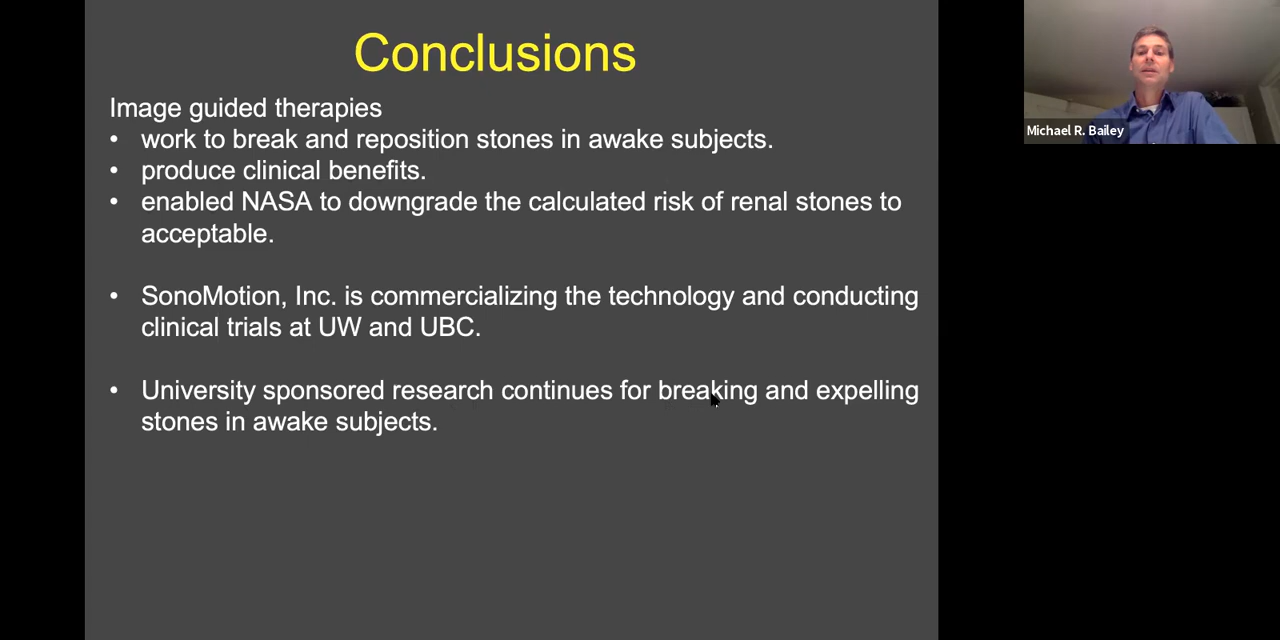 Conclusions
Image guided therapies
• work to break and reposition stones in awake subjects.
• produce clinical benefits.
• enabled NASA to downgrade the calculated risk of renal stones to
acceptable.
• SonoMotion, Inc. is commercializing the technology and conducting
clinical trials at UW and UBC.
• University sponsored research continues for breaking and expelling
stones in awake subjects.
Michael R. Bailey